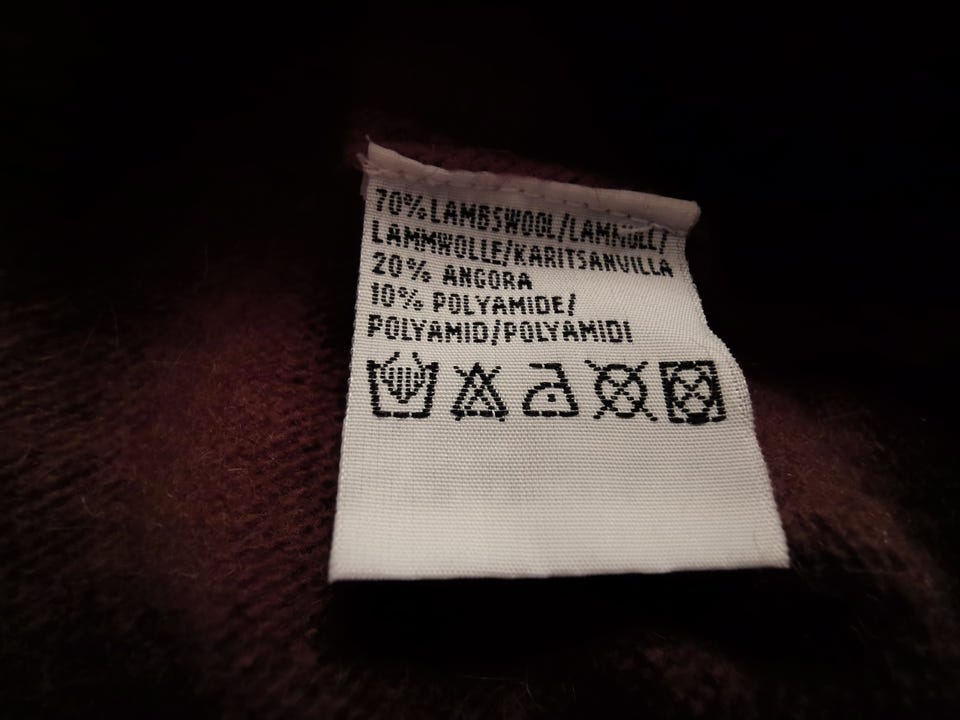 70% LAMBSWOOL/LAMMULL/
LAMMWOLLE/KARITSANVILLA
20% ANGORA
10% POLYAMIDE/
POLYAMID/POLYAMIDI